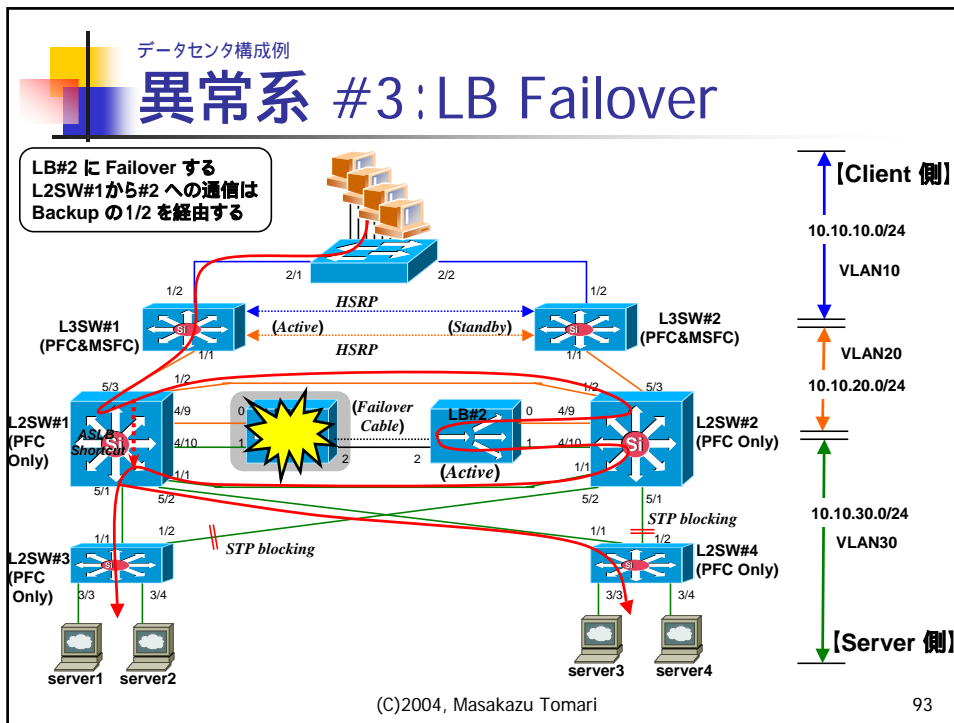 データセンタ構成例
異常系 #3:LB Failover
LB#2 に Failover する
L2SW#1から#2 への通信は
Backup の1/2 を経由する
【Client 側】
10.10.10.0/24
VLAN10
2/1
2/2
1/2
1/2
HSRP
L3SW#1
(PFC&MSFC)
(Active)
(Standby)
L3SW#2
(PFC&MSFC)
HSRP
1/1
1/1
VLAN20
10.10.20.0/24
5/3
1/2
1/2
5/3
L2SW#1
(PFC
Only)
4/9
0
(Failover
Cable)
LB#2
0
4/9
L2SW#2
(PFC Only)
ASLB
Shortcut
Si
4/10
1
2
2
1
4/10
Si
(Active)
1/1
1/1
5/1
5/2
5/2
5/1
10.10.30.0/24
VLAN30
1/1
1/2
STP blocking
STP blocking
1/1
1/2
L2SW#3
(PFC
Only)
L2SW#4
(PFC Only)
3/3
3/4
3/3
3/4
server1
server2
server3
server4
【Server 側】
(C)2004, Masakazu Tomari
93